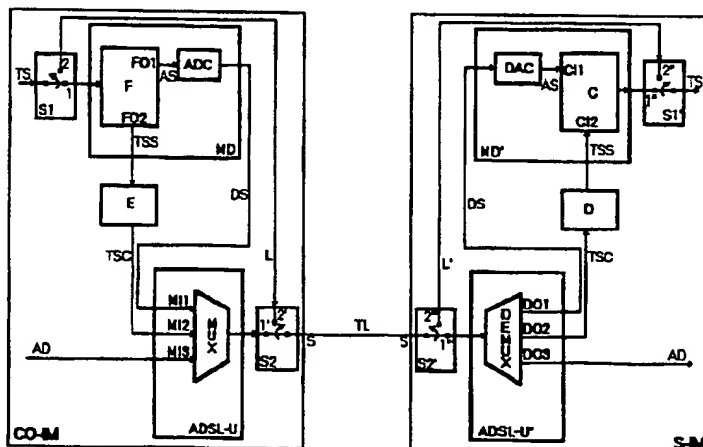 TS
2
1
S1
F
FO1
FO2
AS
ADC
MD
TSS
E
TSC
DS
L
MI1
MI2
MI3
MUX
AD
ADSL-U
1'
2'
S2
S
CO-IM
TL
DAC
AS
CI1
CI2
C
MD'
2"
1"
S1'
TS
TSS
D
DS
TSC
L'
S
S2'
DEMUX
DO1
DO2
DO3
AD
ADSL-U'
S-IM